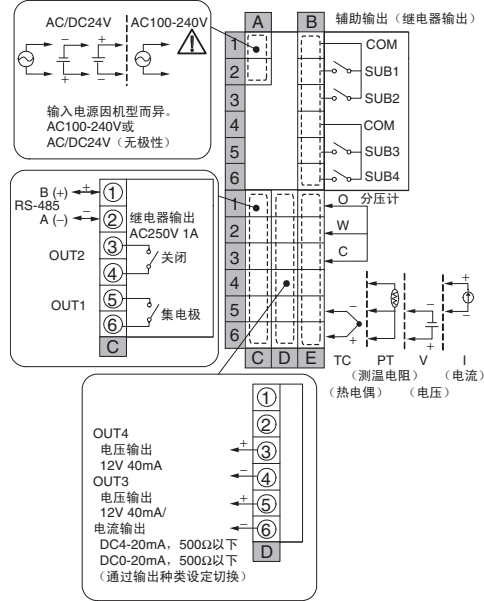 AC/DC24V AC100-240V
输入电源因机型而异。
AC100-240V或
AC/DC24V（无极性）
A B
1
2
3
4
5
6
辅助输出（继电器输出）
COM
SUB1
SUB2
COM
SUB3
SUB4
1
2
3
4
5
6
C D E
O 分压计
W
C
− + − +
+ − + −
TC PT V I
（测温电阻） （电流）
（热电偶） （电压）
B (+) + ①
RS-485
A (−) − ②
继电器输出
AC250V 1A
OUT2 ③ 关闭
④
OUT1 ⑤ 集电极
⑥
C
①
②
OUT4
电压输出 + ③
12V 40mA
OUT3 − ④
电压输出 + ⑤
12V 40mA/
电流输出 − ⑥
DC4-20mA，500Ω以下 D
DC0-20mA，500Ω以下
（通过输出种类设定切换）